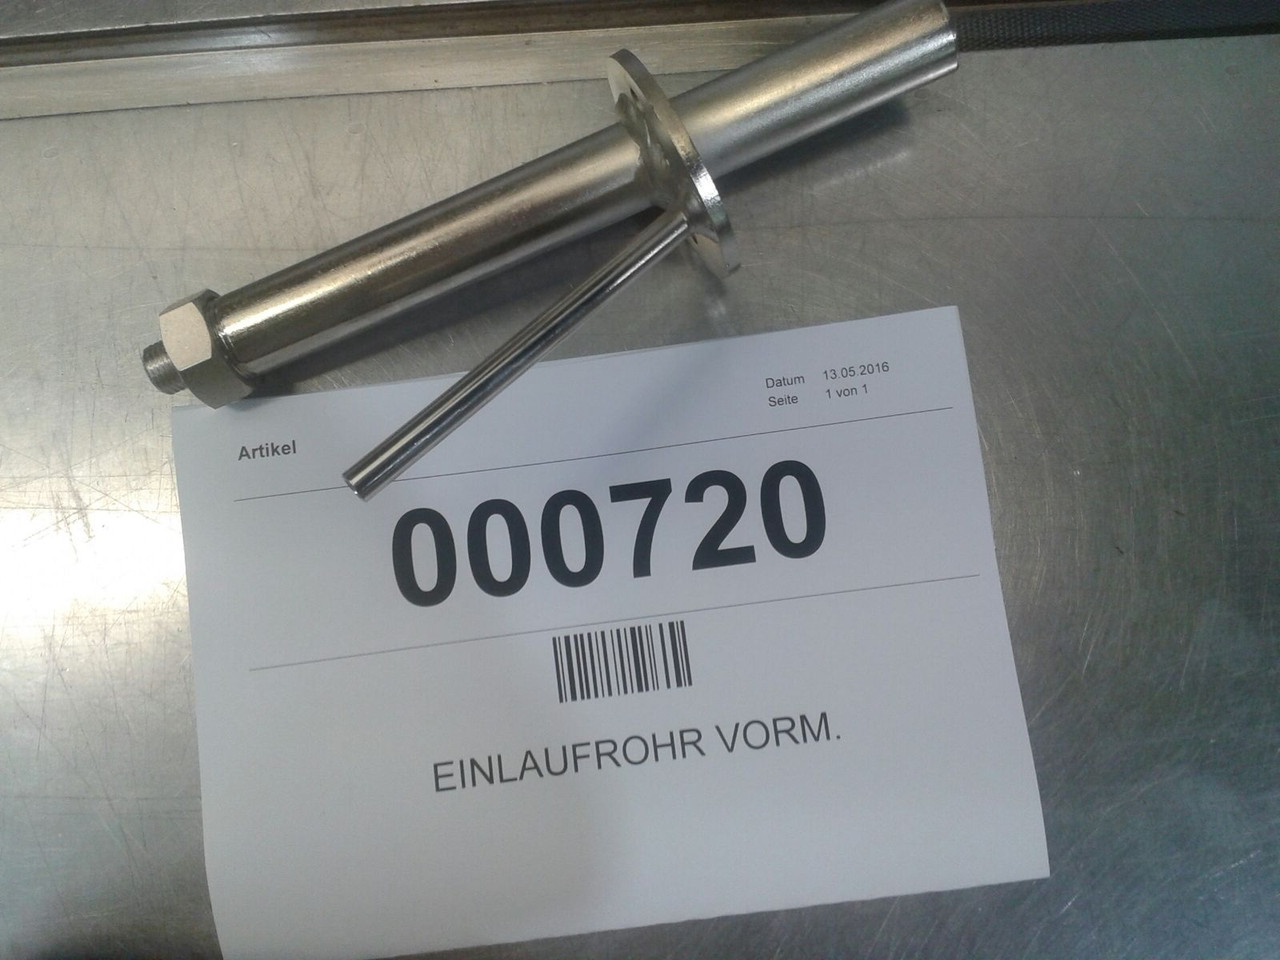 Datum 13.05.2016
Seite 1 von 1
Artikel
000720
EINLAUFROHR VORM.